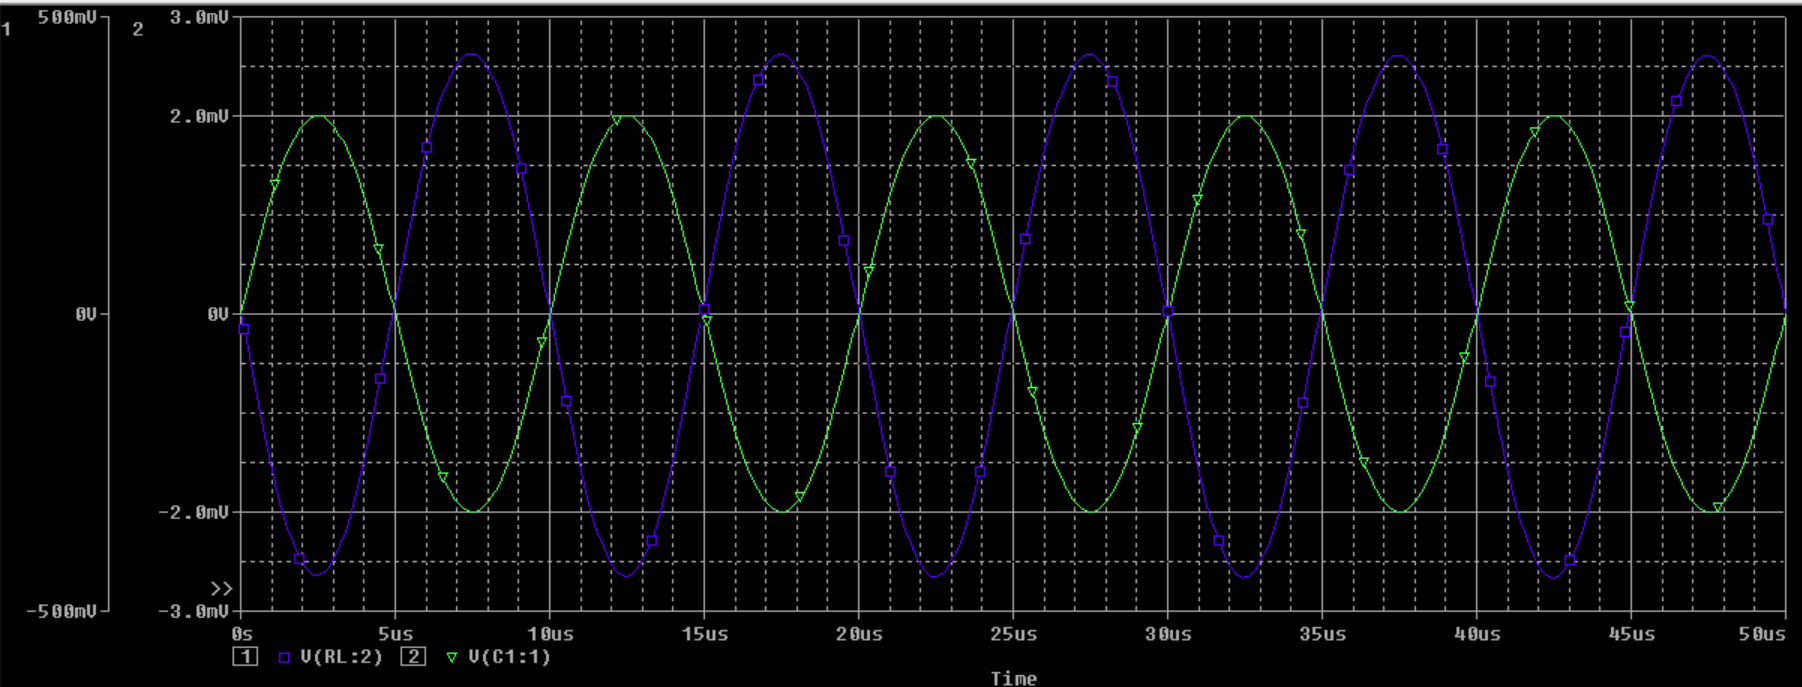 500mV 3.0mV
1 2
2.0mV
0V 0V
-2.0mV
>>
-500mV -3.0mV
0s 5us 10us 15us 20us 25us 30us 35us 40us 45us 50us
1 V(RL:2) 2 V(C1:1)
Time